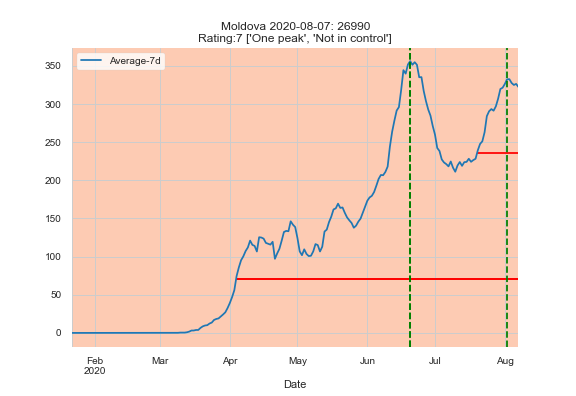 Moldova 2020-08-07: 26990
Rating:7 ['One peak', 'Not in control']
Average-7d
350
300
250
200
150
100
50
0
Feb Mar Apr May Jun Jul Aug
2020
Date